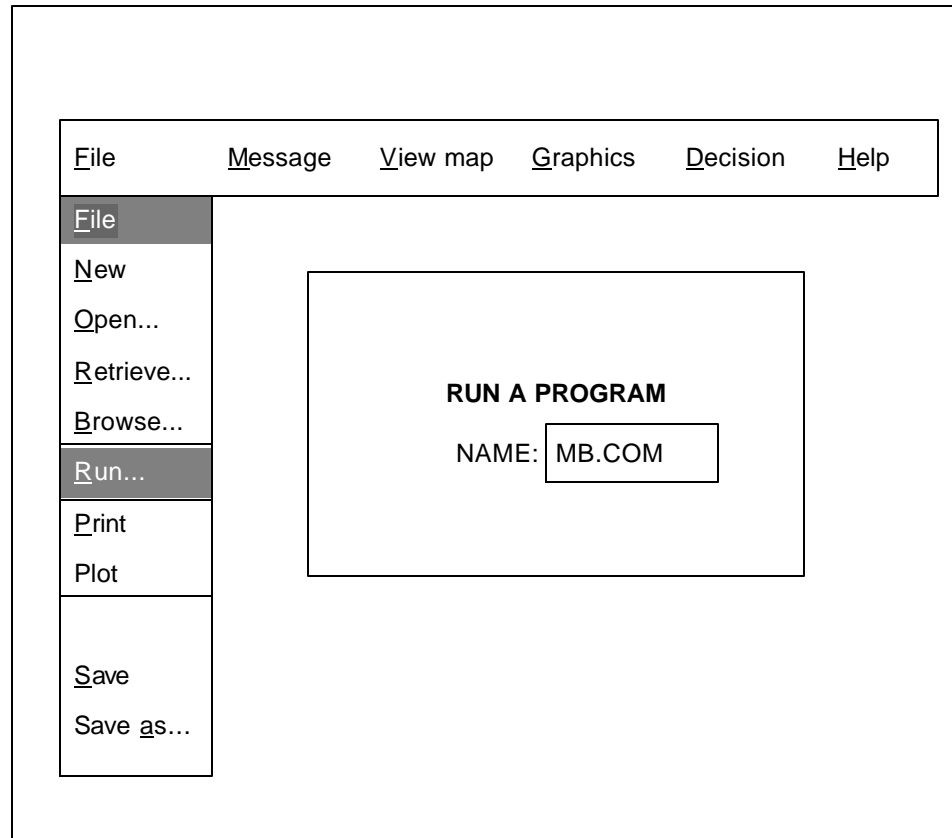 File Message View map Graphics Decision Help
File
New
Open...
Retrieve...
Browse...
Run...
Print
Plot
Save
Save as...
RUN A PROGRAM
NAME: MB.COM